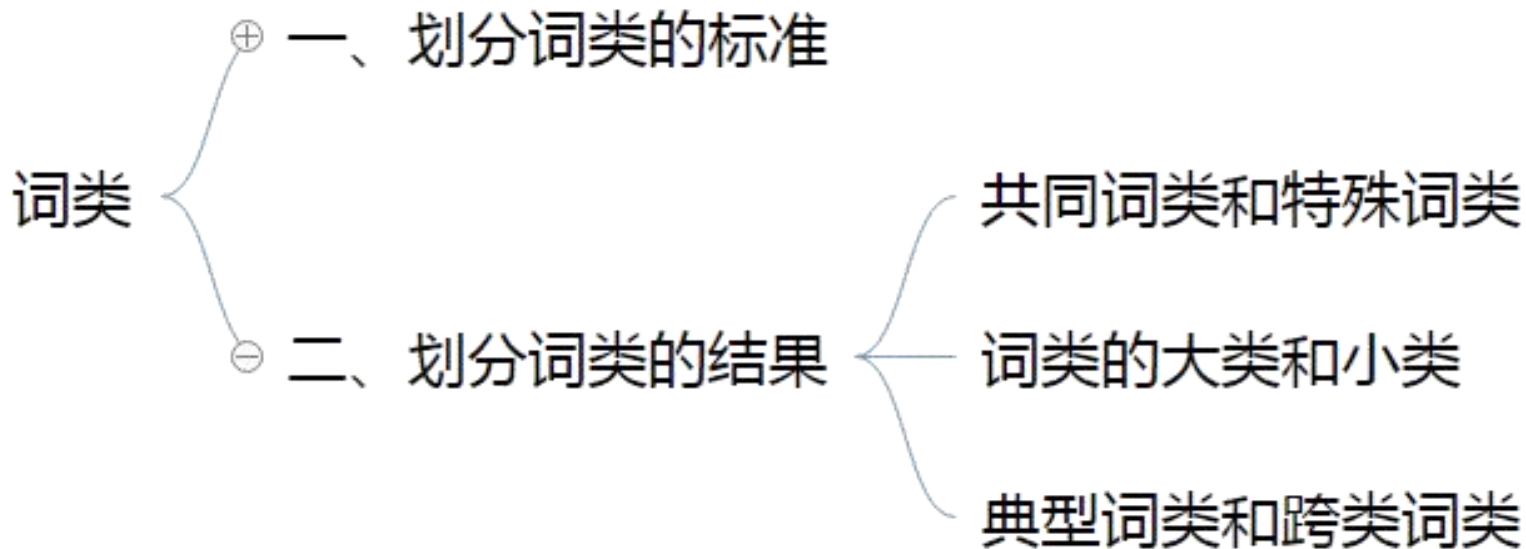 一、划分词类的标准
词类
共同词类和特殊词类
二、划分词类的结果
词类的大类和小类
典型词类和跨类词类